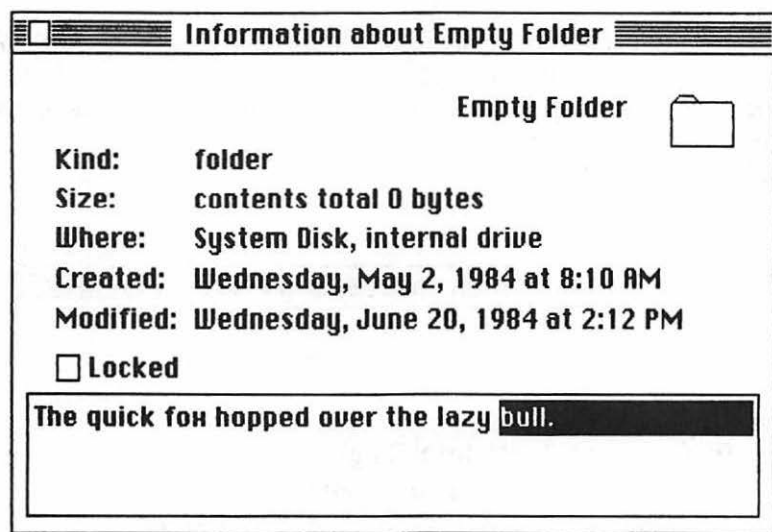 Information about Empty Folder
Empty Folder
Kind: folder
Size: contents total 0 bytes
Where: System Disk, internal drive
Created: Wednesday, May 2, 1984 at 8:10 AM
Modified: Wednesday, June 20, 1984 at 2:12 PM
Locked
The quick fox hopped over the lazy bull.